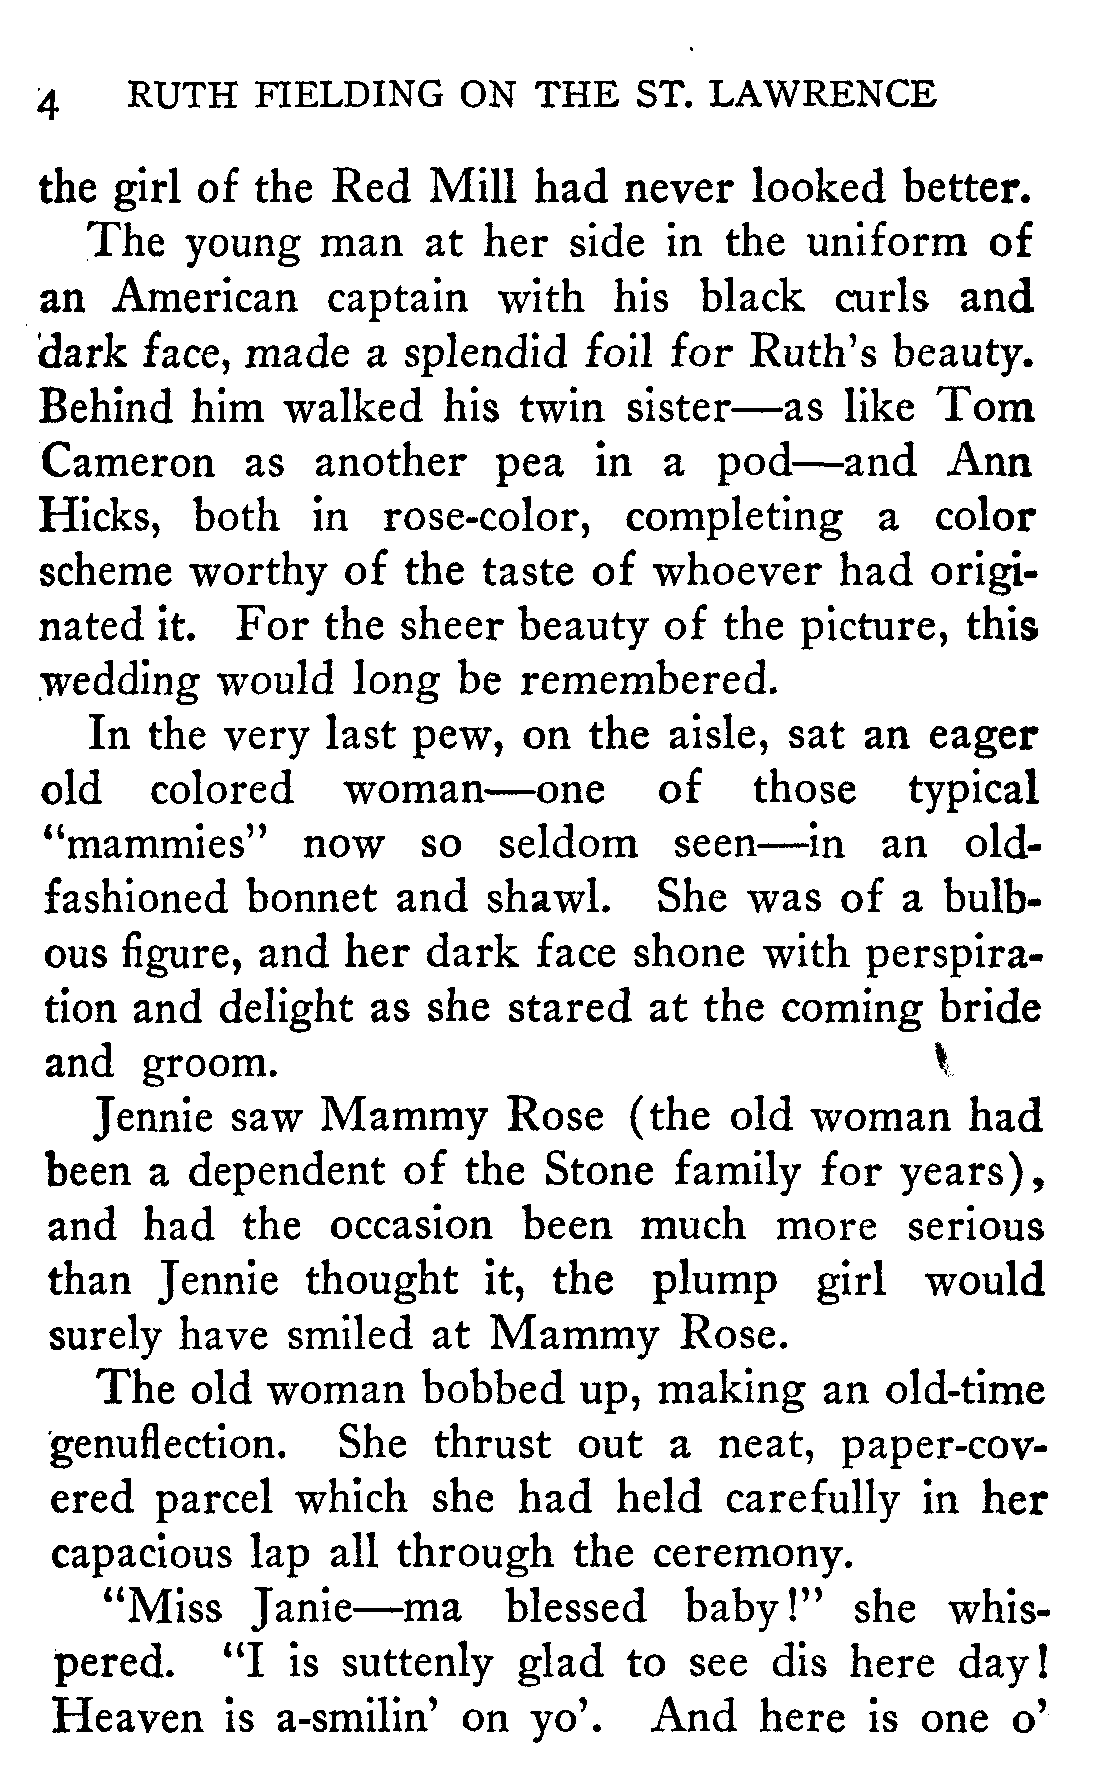 4 RUTH FIELDING ON THE ST. LAWRENCE
the girl of the Red Mill had never looked better.
The young man at her side in the uniform of
an American captain with his black curls and
dark face, made a splendid foil for Ruth's beauty.
Behind him walked his twin sister—as like Tom
Cameron as another pea in a pod—and Ann
Hicks, both in rose-color, completing a color
scheme worthy of the taste of whoever had origi-
nated it. For the sheer beauty of the picture, this
wedding would long be remembered.
In the very last pew, on the aisle, sat an eager
old colored woman—one of those typical
"mammies" now so seldom seen—in an old-
fashioned bonnet and shawl. She was of a bulb-
ous figure, and her dark face shone with perspira-
tion and delight as she stared at the coming bride
and groom.
Jennie saw Mammy Rose (the old woman had
been a dependent of the Stone family for years),
and had the occasion been much more serious
than Jennie thought it, the plump girl would
surely have smiled at Mammy Rose.
The old woman bobbed up, making an old-time
genuflection. She thrust out a neat, paper-cov-
ered parcel which she had held carefully in her
capacious lap all through the ceremony.
"Miss Janie—ma blessed baby!" she whis-
pered. "I is suttenly glad to see dis here day!
Heaven is a-smilin' on yo'. And here is one o'